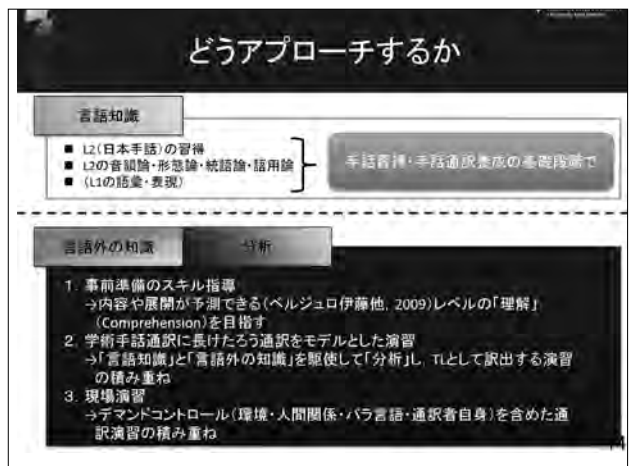 どうアプローチするか
言語知識
■ L2(日本手話)の習得
■ L2の音韻論・形態論・統語論・語用論
■ (L1の語彙・表現)
手話習得・手話通訳養成の基礎段階で
言語外の知識
分析
1. 事前準備のスキル指導
→内容や展開が予測できる(ベルジュロ伊藤他, 2009)レベルの「理解」
(Comprehension)を目指す
2. 学術手話通訳に長けたろう通訳をモデルとした演習
→「言語知識」と「言語外の知識」を駆使して「分析」し, TLとして訳出する演習
の積み重ね
3. 現場演習
→デマンドコントロール(環境・人間関係・パラ言語・通訳者自身)を含めた通
訳演習の積み重ね